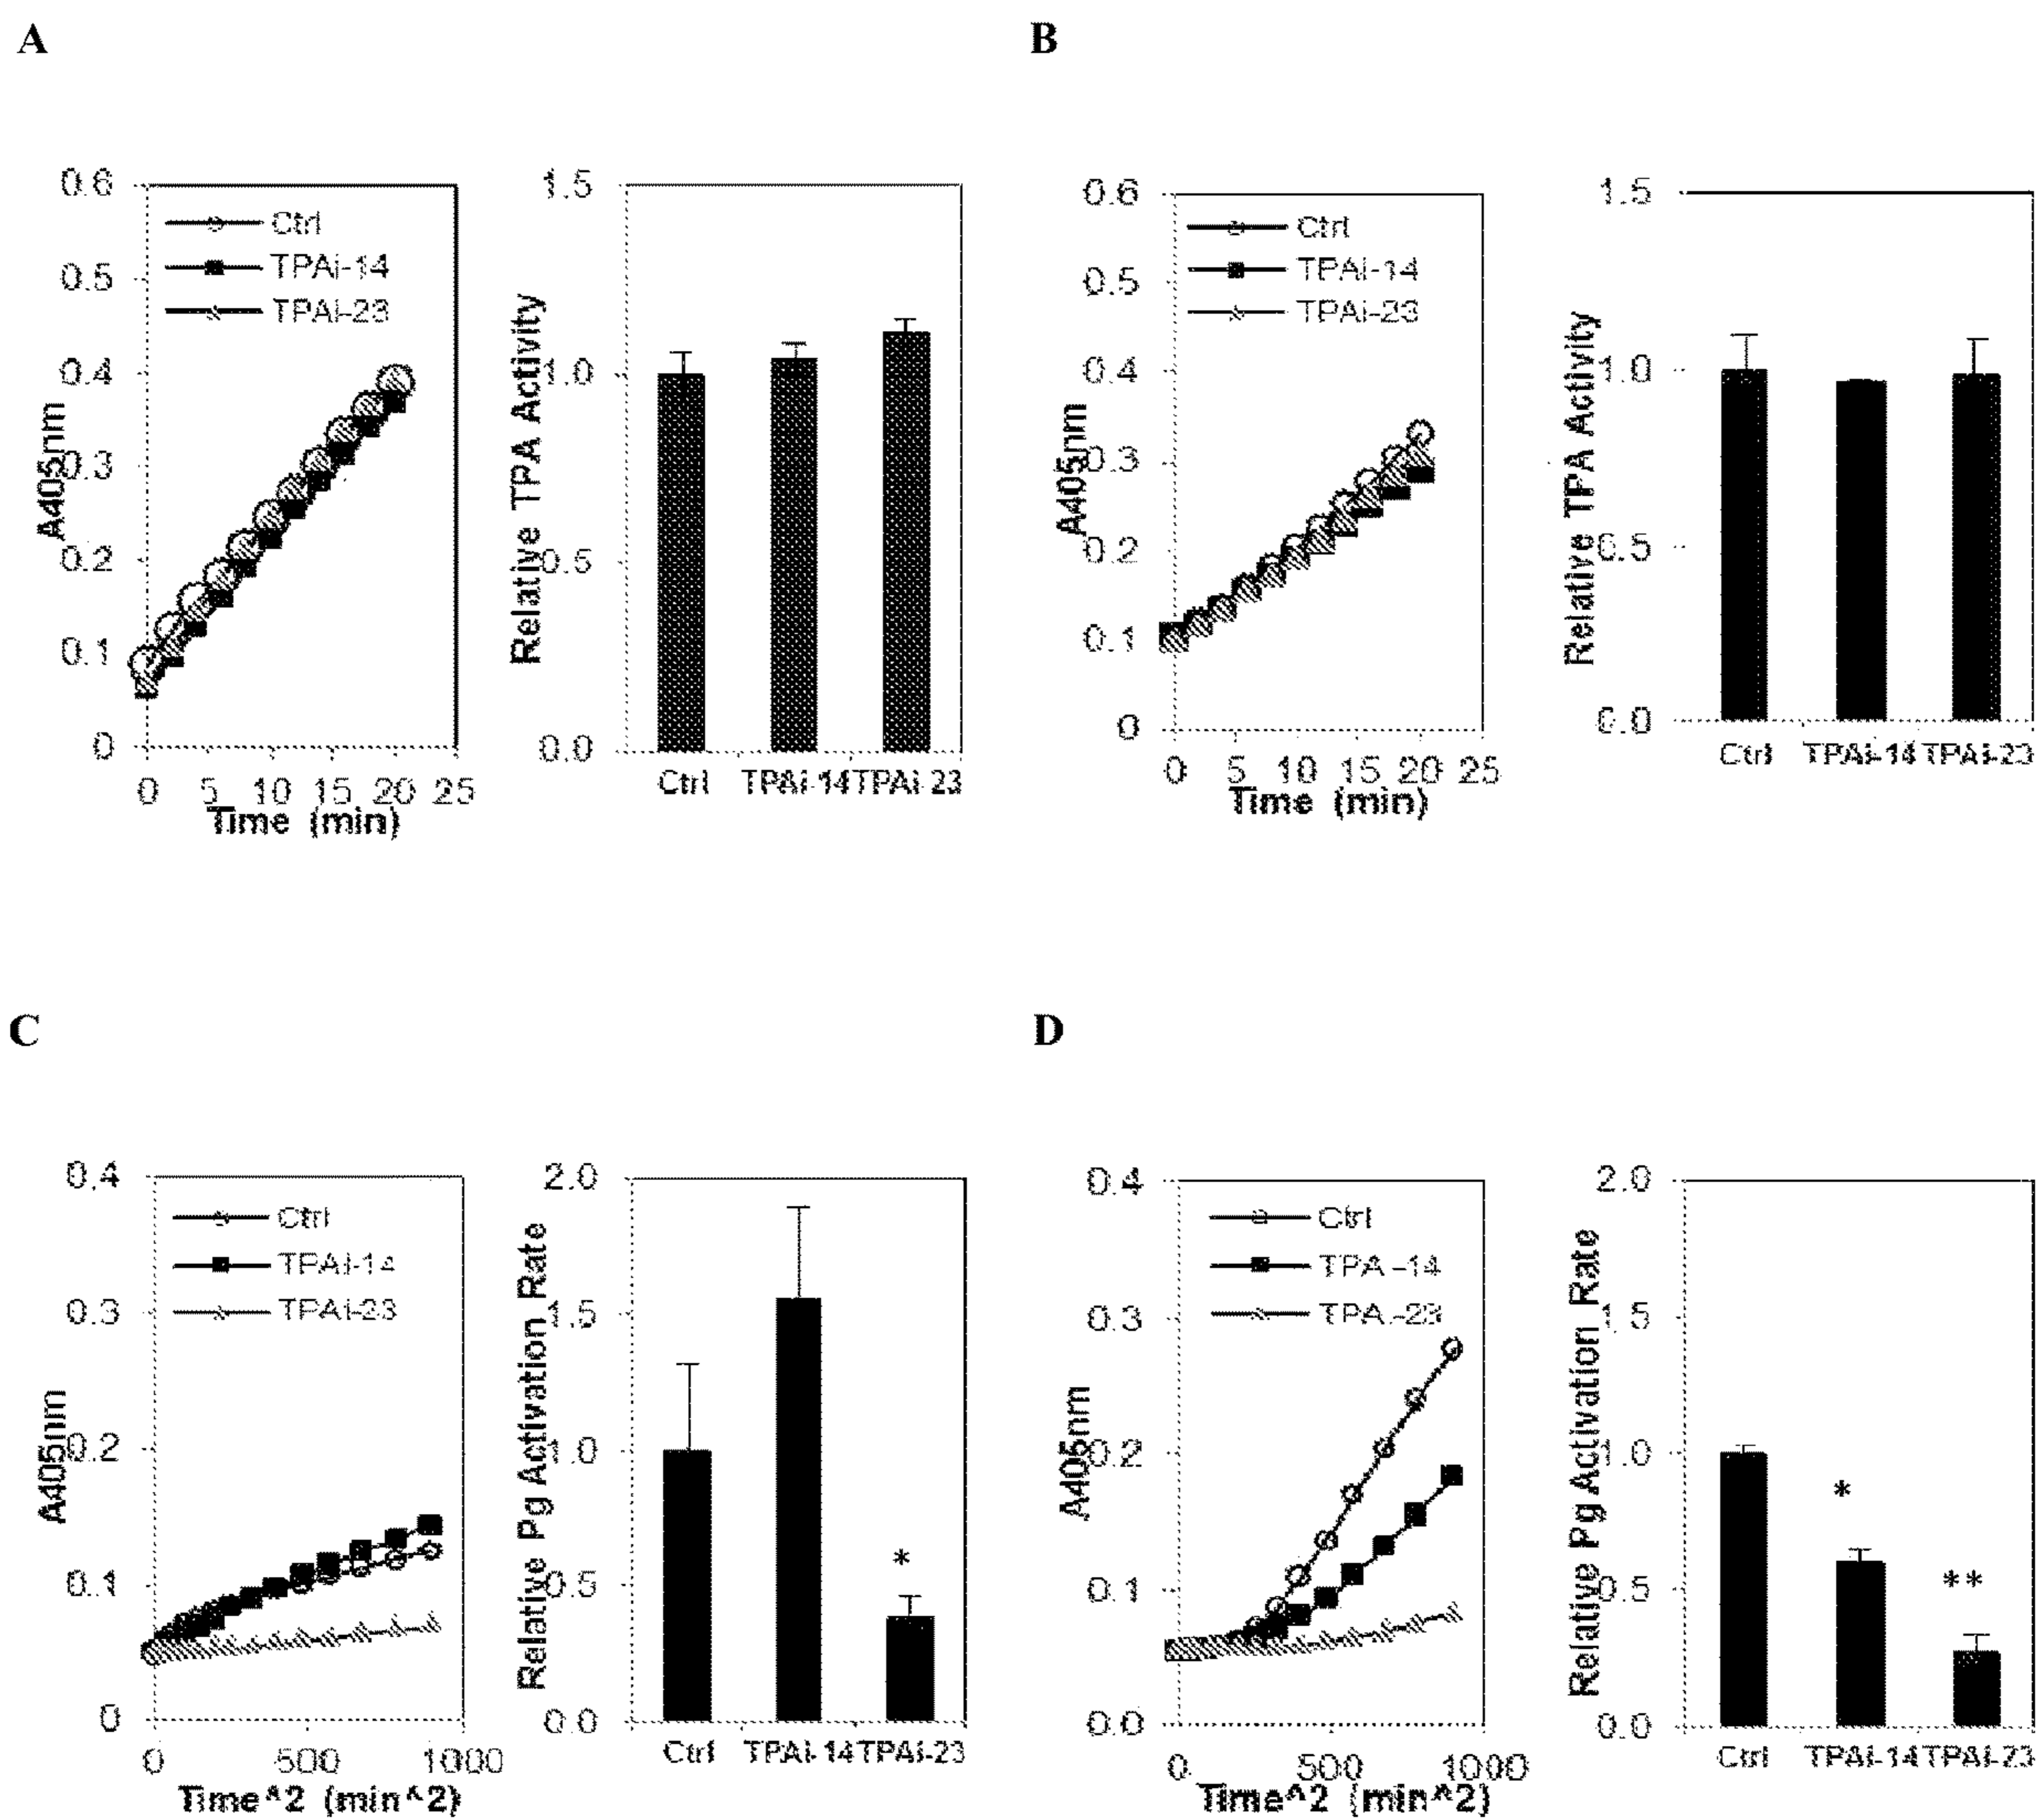 A
B
0.6
0.5
0.4
0.3
0.2
0.1
0
A405nm
Ctrl
TPAi-14
TPAi-23
0 5 10 15 20 25
Time (min)
1.5
1.0
0.5
0.0
Relative TPA Activity
Ctrl TPAi-14 TPAi-23
0.6
0.5
0.4
0.3
0.2
0.1
0
A405nm
Ctrl
TPAi-14
TPAi-23
0 5 10 15 20 25
Time (min)
1.5
1.0
0.5
0.0
Relative TPA Activity
Ctrl TPAi-14 TPAi-23
C
D
0.4
0.3
0.2
0.1
0
A405nm
Ctrl
TPAi-14
TPAi-23
0 500 1000
Time^2 (min^2)
2.0
1.5
1.0
0.5
0.0
Relative Pg Activation Rate
*
Ctrl TPAi-14 TPAi-23
0.4
0.3
0.2
0.1
0.0
A405nm
Ctrl
TPA.-14
TPA.-23
0 500 1000
Time^2 (min^2)
2.0
1.5
1.0
0.5
0.0
Relative Pg Activation Rate
*
**
Ctrl TPAi-14 TPAi-23